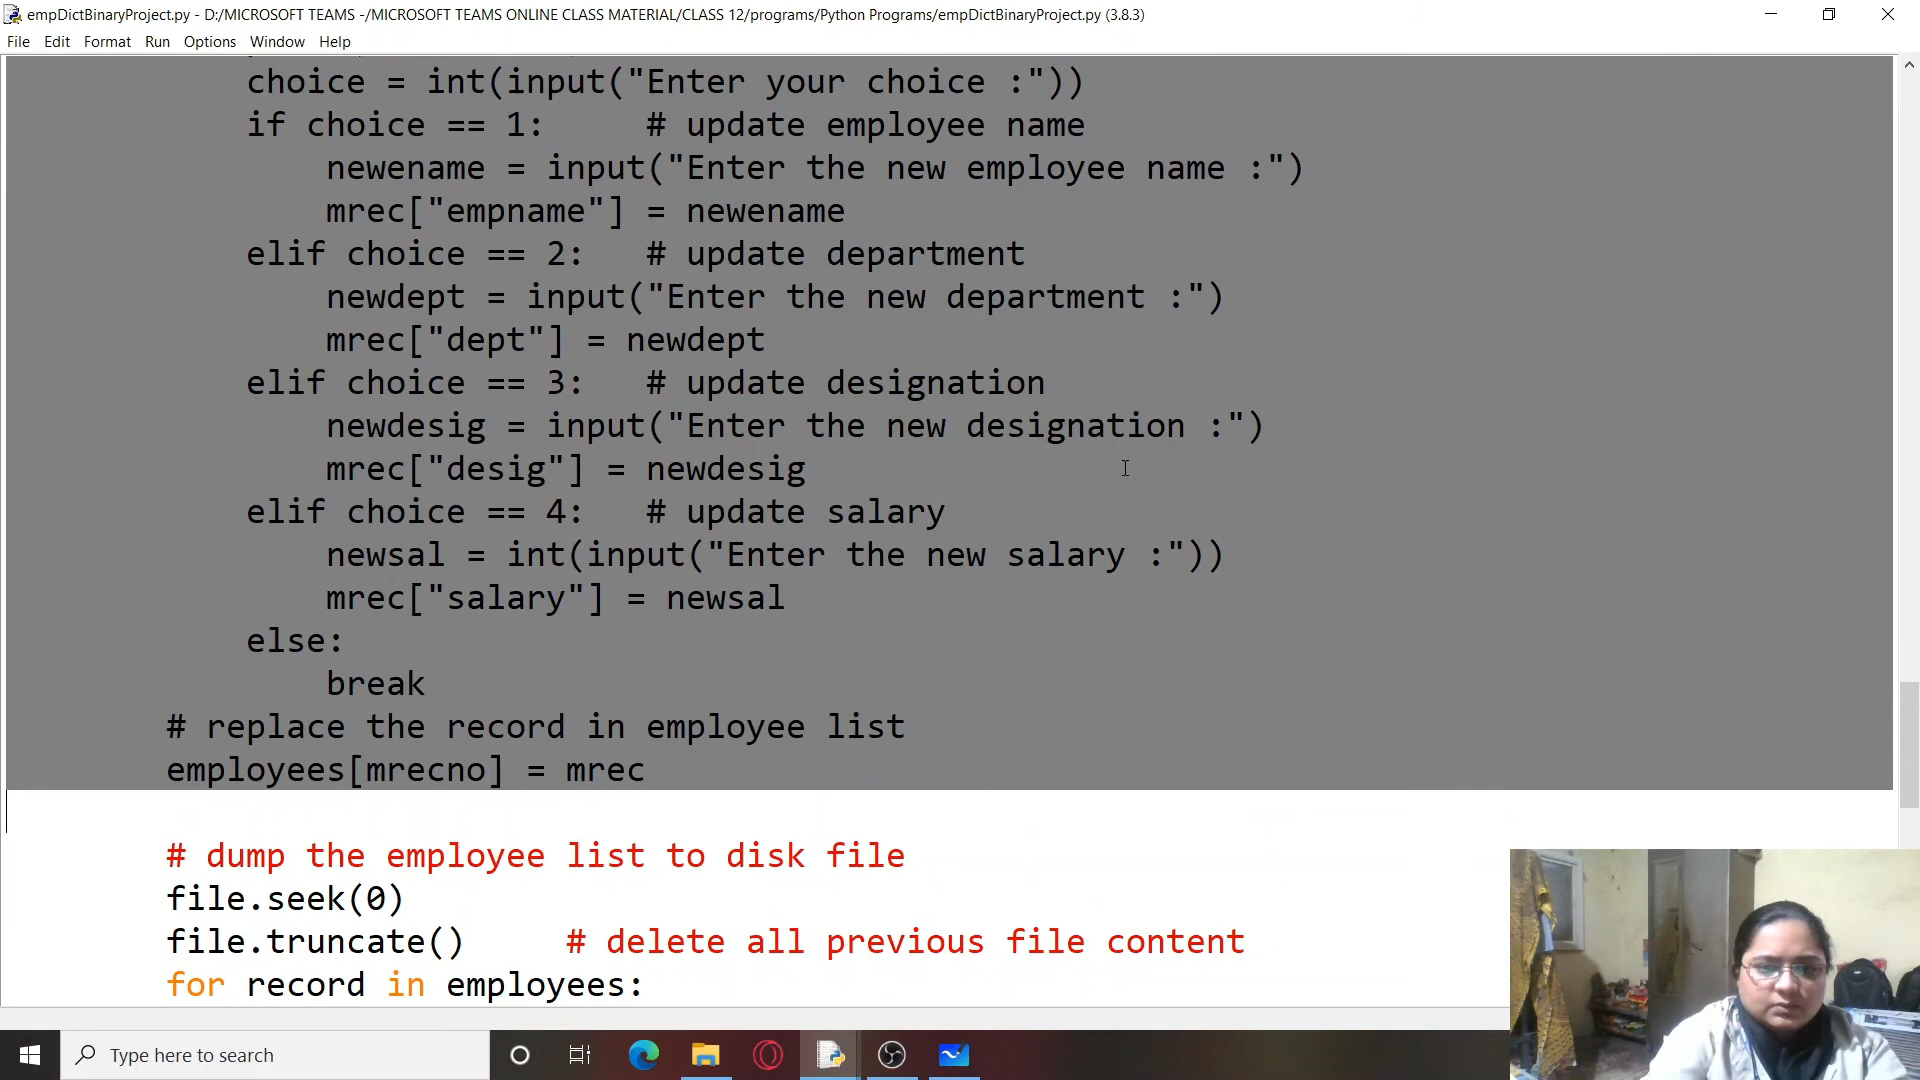 empDictBinaryProject.py - D:/MICROSOFT TEAMS -/MICROSOFT TEAMS ONLINE CLASS MATERIAL/CLASS 12/programs/Python Programs/empDictBinaryProject.py (3.8.3)
File Edit Format Run Options Window Help
choice = int(input("Enter your choice :"))
if choice == 1: # update employee name
newename = input("Enter the new employee name :")
mrec["empname"] = newename
elif choice == 2: # update department
newdept = input("Enter the new department :")
mrec["dept"] = newdept
elif choice == 3: # update designation
newdesig = input("Enter the new designation :")
mrec["desig"] = newdesig
elif choice == 4: # update salary
newsal = int(input("Enter the new salary :"))
mrec["salary"] = newsal
else:
break
# replace the record in employee list
employees[mrecno] = mrec
# dump the employee list to disk file
file.seek(0)
file.truncate() # delete all previous file content
for record in employees:
Type here to search